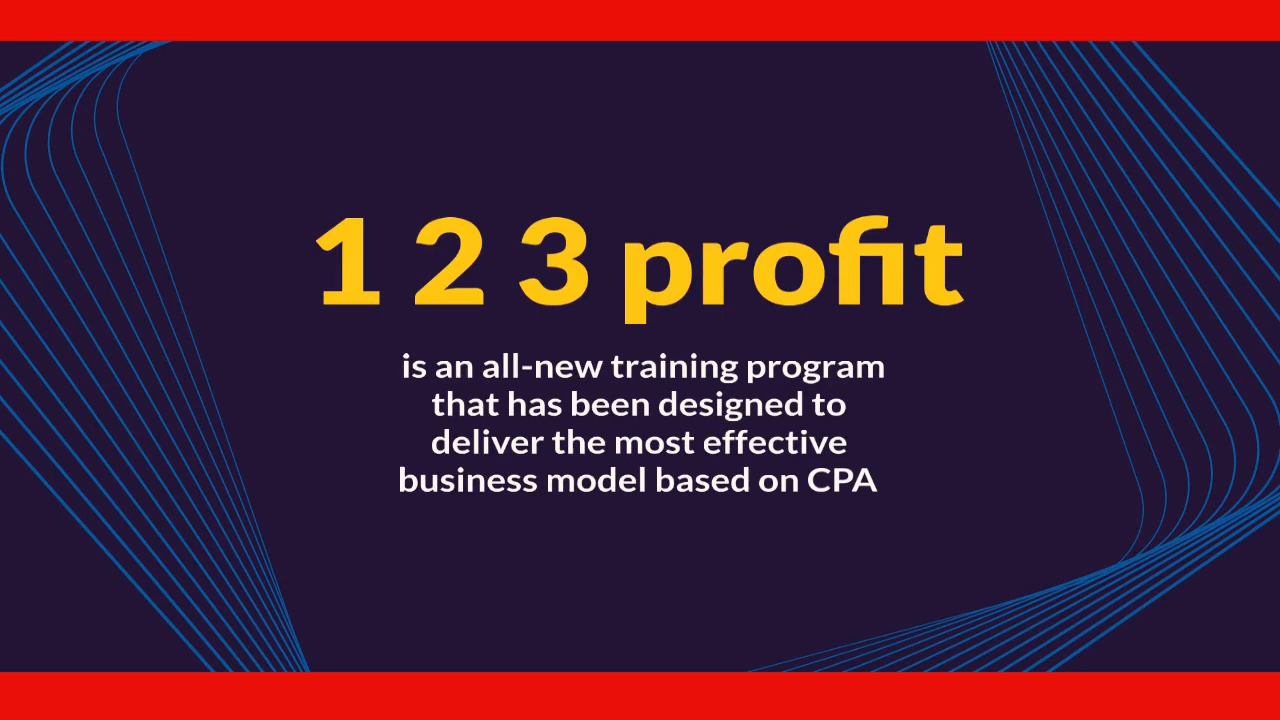 1 2 3 profit
is an all-new training program
that has been designed to
deliver the most effective
business model based on CPA